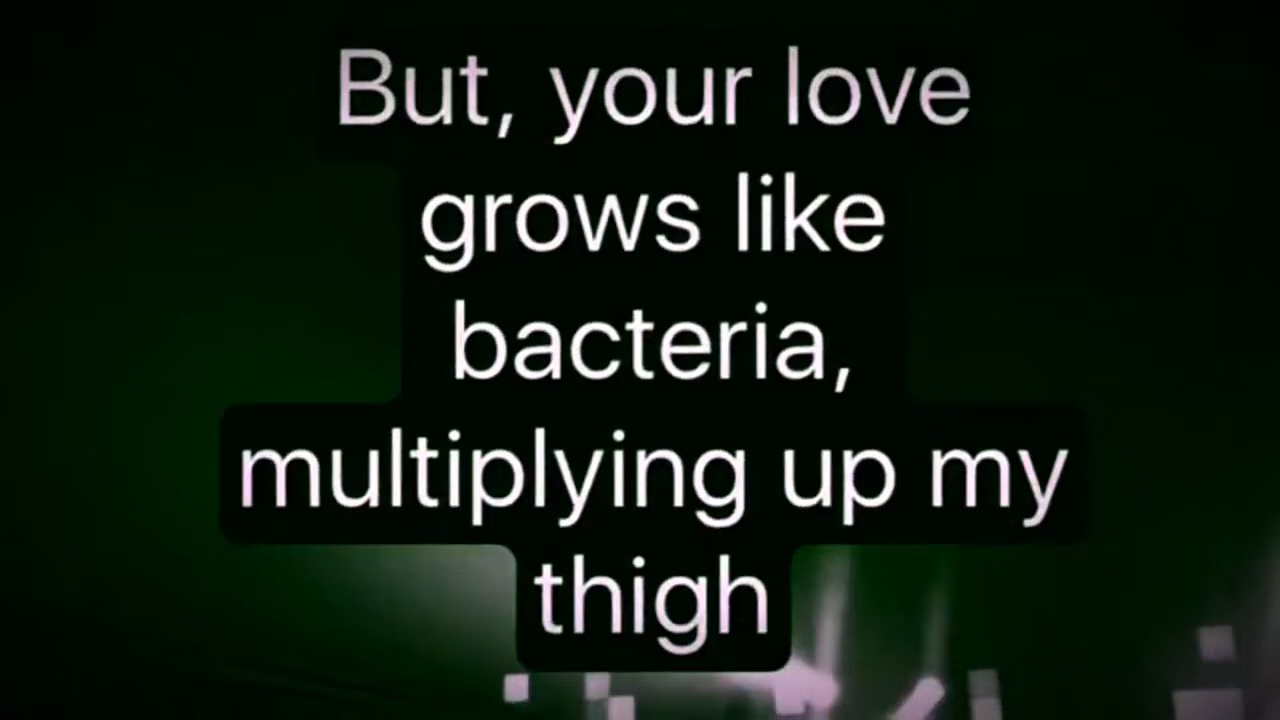 But, your love
grows like
bacteria,
multiplying up my
thigh